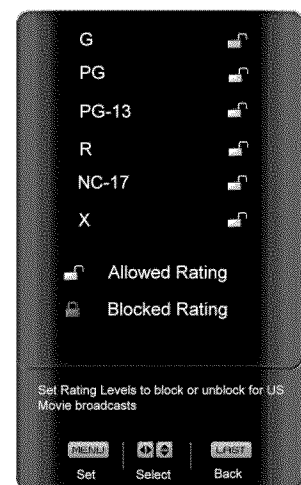 G
PG
PG-13
R
NC-17
X
Allowed Rating
Blocked Rating
Set Rating Levels to block or unblock for US
Movie broadcasts
MENU LAST
Set Select Back